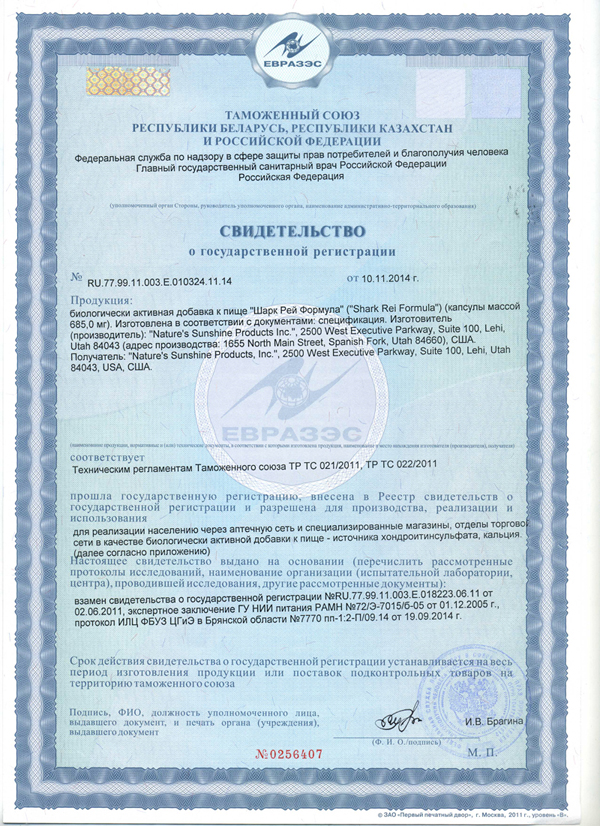 ЕВРАЗЭС
ТАМОЖЕННЫЙ СОЮЗ
РЕСПУБЛИКИ БЕЛАРУСЬ, РЕСПУБЛИКИ КАЗАХСТАН
И РОССИЙСКОЙ ФЕДЕРАЦИИ
Федеральная служба по надзору в сфере защиты прав потребителей и благополучия человека
Главный государственный санитарный врач Российской Федерации
Российская Федерация
(уполномоченный орган Стороны, руководитель уполномоченного органа, наименование административно-территориального образования)
СВИДЕТЕЛЬСТВО
о государственной регистрации
№ RU.77.99.11.003.E.010324.11.14 от 10.11.2014 г.
Продукция:
биологически активная добавка к пище "Шарк Рей Формула" ("Shark Rei Formula") (капсулы массой
685,0 мг). Изготовлена в соответствии с документами: спецификация. Изготовитель
(производитель): "Nature's Sunshine Products Inc.", 2500 West Executive Parkway, Suite 100, Lehi,
Utah 84043 (адрес производства: 1655 North Main Street, Spanish Fork, Utah 84660), США.
Получатель: "Nature's Sunshine Products, Inc.", 2500 West Executive Parkway, Suite 100, Lehi, Utah
84043, USA, США.
ЕВРАЗЭС
(наименование продукции, нормативные и (или) технические документы, в соответствии с которыми изготовлена продукция, наименование и место нахождения изготовителя (производителя), получателя)
соответствует
Техническим регламентам Таможенного союза ТР ТС 021/2011, ТР ТС 022/2011
прошла государственную регистрацию, внесена в Реестр свидетельств о
государственной регистрации и разрешена для производства, реализации и
использования
для реализации населению через аптечную сеть и специализированные магазины, отделы торговой
сети в качестве биологически активной добавки к пище - источника хондроитинсульфата, кальция.
(далее согласно приложению)
Настоящее свидетельство выдано на основании (перечислить рассмотренные
протоколы исследований, наименование организации (испытательной лаборатории,
центра), проводившей исследования, другие рассмотренные документы):
взамен свидетельства о государственной регистрации №RU.77.99.11.003.E.018223.06.11 от
02.06.2011, экспертное заключение ГУ НИИ питания РАМН №72/Э-7015/б-05 от 01.12.2005 г.,
протокол ИЛЦ ФБУЗ ЦГиЭ в Брянской области №7770 пп-1:2-П/09.14 от 19.09.2014 г.
Срок действия свидетельства о государственной регистрации устанавливается на весь
период изготовления продукции или поставок подконтрольных товаров на
территорию таможенного союза
Подпись, ФИО, должность уполномоченного лица,
выдавшего документ, и печать органа (учреждения),
выдавшего документ
И.В. Брагина
(Ф. И. О./подпись)
М. П.
№0256407
© ЗАО «Первый печатный двор», г. Москва, 2011 г., уровень «В».